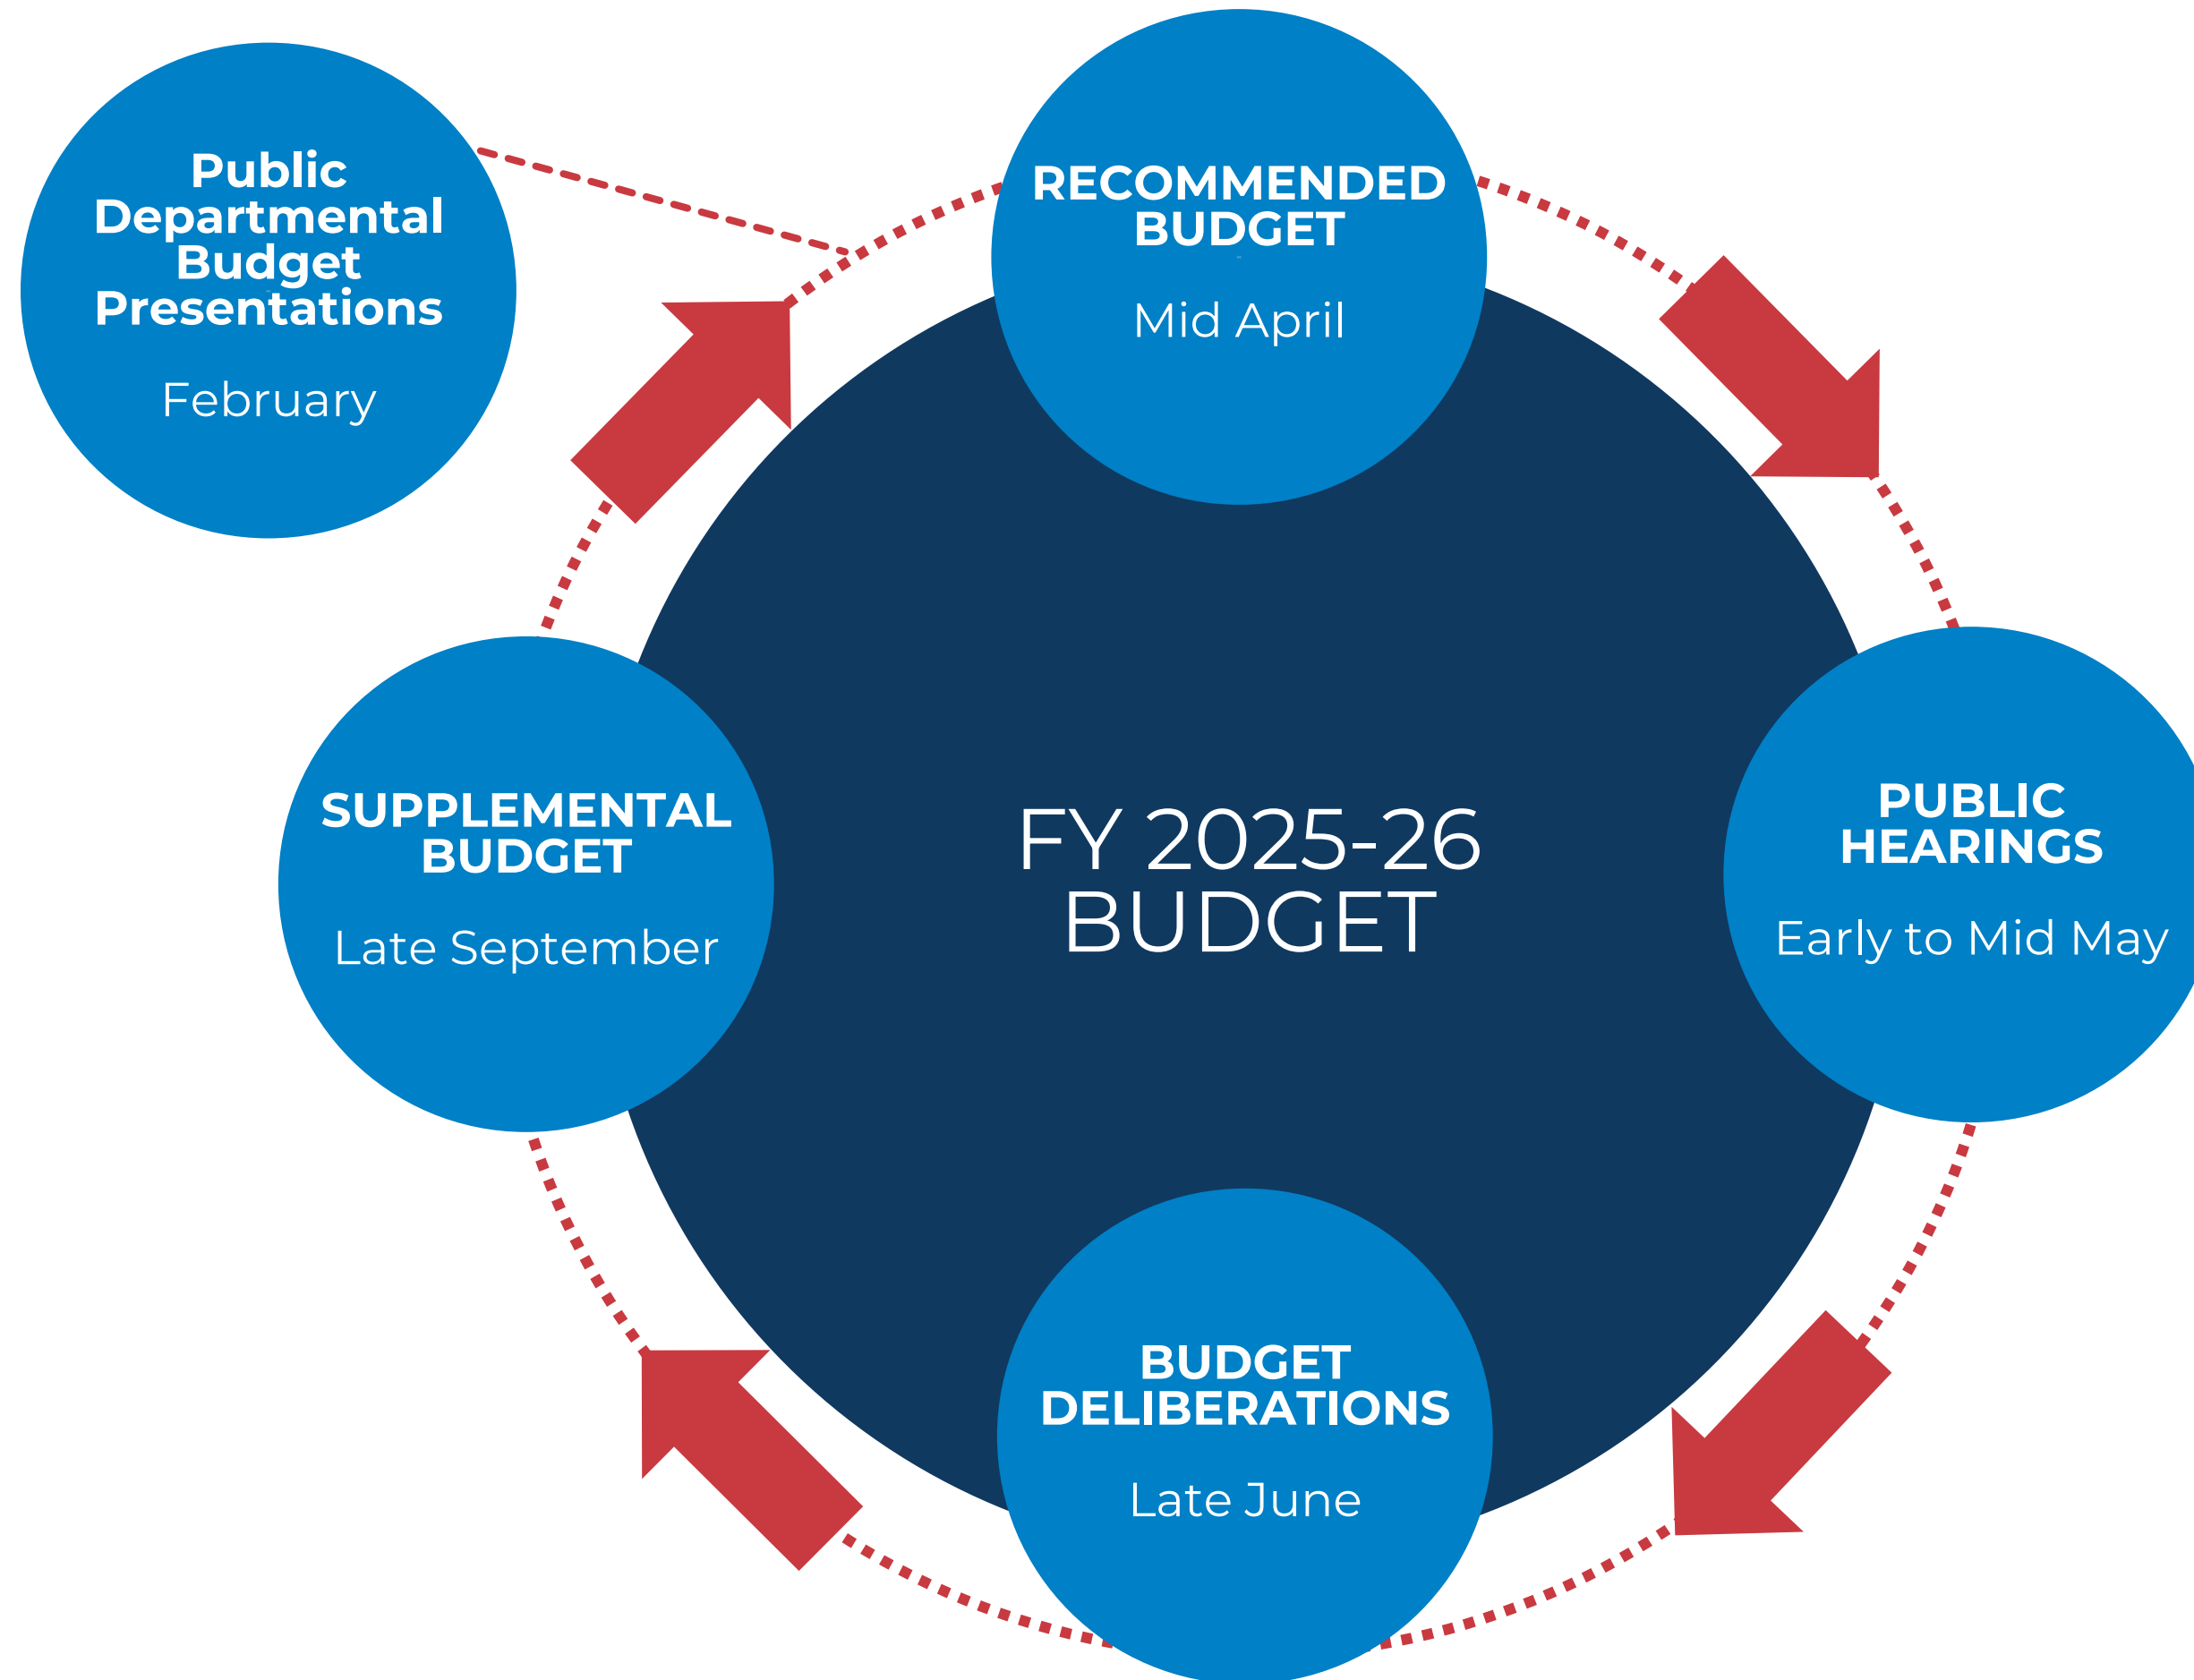 Public
Departmental
Budget
Presentations
February
RECOMMENDED
BUDGET
Mid April
SUPPLEMENTAL
BUDGET
Late September
FY 2025-26
BUDGET
PUBLIC
HEARINGS
Early to Mid May
BUDGET
DELIBERATIONS
Late June